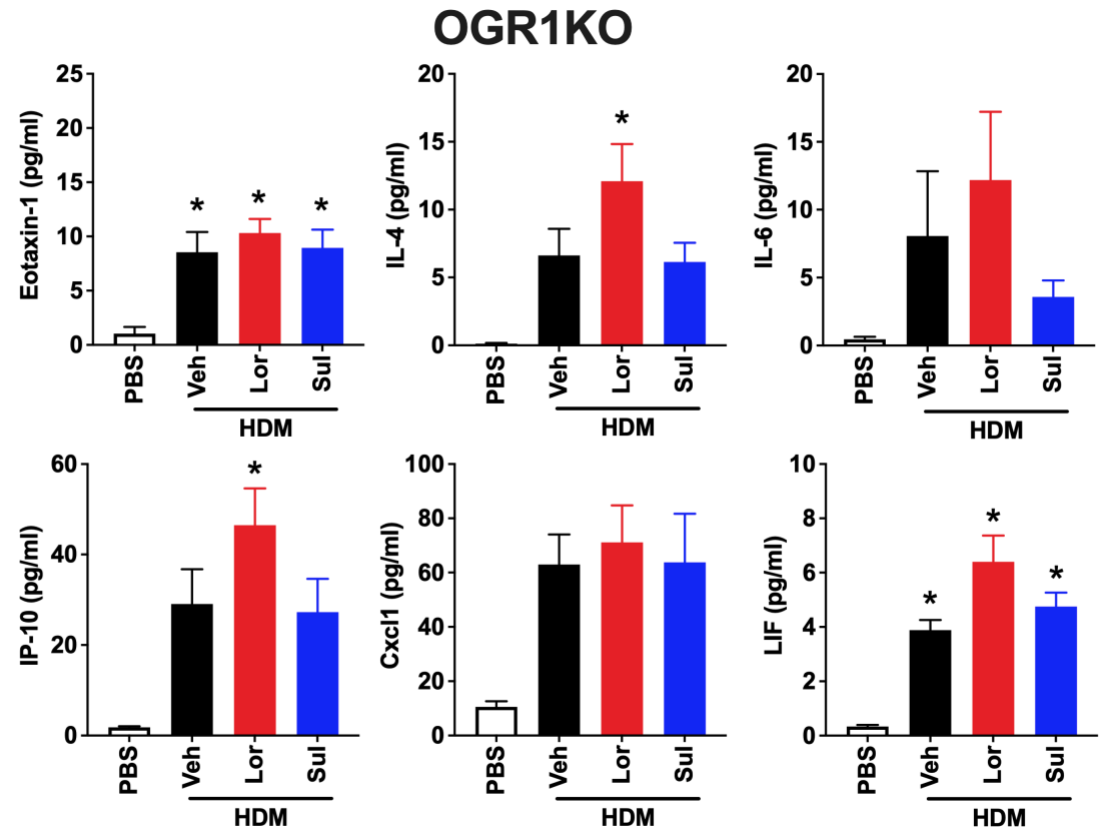 OGR1KO
Eotaxin-1 (pg/ml)
25
20
15
10
5
0
* * *
PBS Veh Lor Sul
HDM
IL-4 (pg/ml)
20
15
10
5
0
*
PBS Veh Lor Sul
HDM
IL-6 (pg/ml)
20
15
10
5
0
PBS Veh Lor Sul
HDM
IP-10 (pg/ml)
60
40
20
0
*
PBS Veh Lor Sul
HDM
Cxcl1 (pg/ml)
100
80
60
40
20
0
PBS Veh Lor Sul
HDM
LIF (pg/ml)
10
8
6
4
2
0
* * *
PBS Veh Lor Sul
HDM